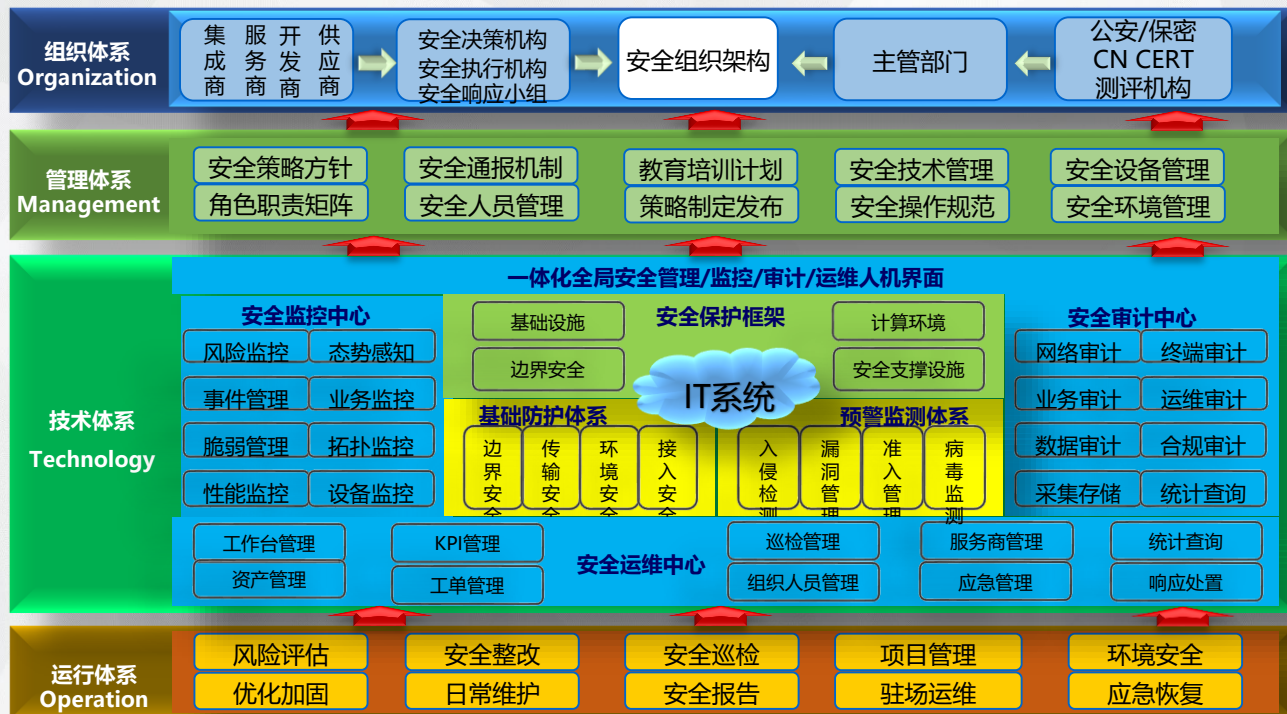 组织体系
Organization
集成商
服务商
开发商
供应商
安全决策机构
安全执行机构
安全响应小组
安全组织架构
主管部门
公安/保密
CN CERT
测评机构
管理体系
Management
安全策略方针
安全通报机制
教育培训计划
安全技术管理
安全设备管理
角色职责矩阵
安全人员管理
策略制定发布
安全操作规范
安全环境管理
技术体系
Technology
一体化全局安全管理/监控/审计/运维人机界面
安全监控中心
风险监控
态势感知
事件管理
业务监控
脆弱管理
拓扑监控
性能监控
设备监控
安全保护框架
基础设施
计算环境
边界安全
安全支撑设施
IT系统
基础防护体系
边界安全
传输安全
环境安全
接入安全
预警监测体系
入侵检测
漏洞管理
准入管理
病毒监测
安全审计中心
网络审计
终端审计
业务审计
运维审计
数据审计
合规审计
采集存储
统计查询
安全运维中心
工作台管理
KPI管理
巡检管理
服务商管理
统计查询
资产管理
工单管理
组织人员管理
应急管理
响应处置
运行体系
Operation
风险评估
安全整改
安全巡检
项目管理
环境安全
优化加固
日常维护
安全报告
驻场运维
应急恢复